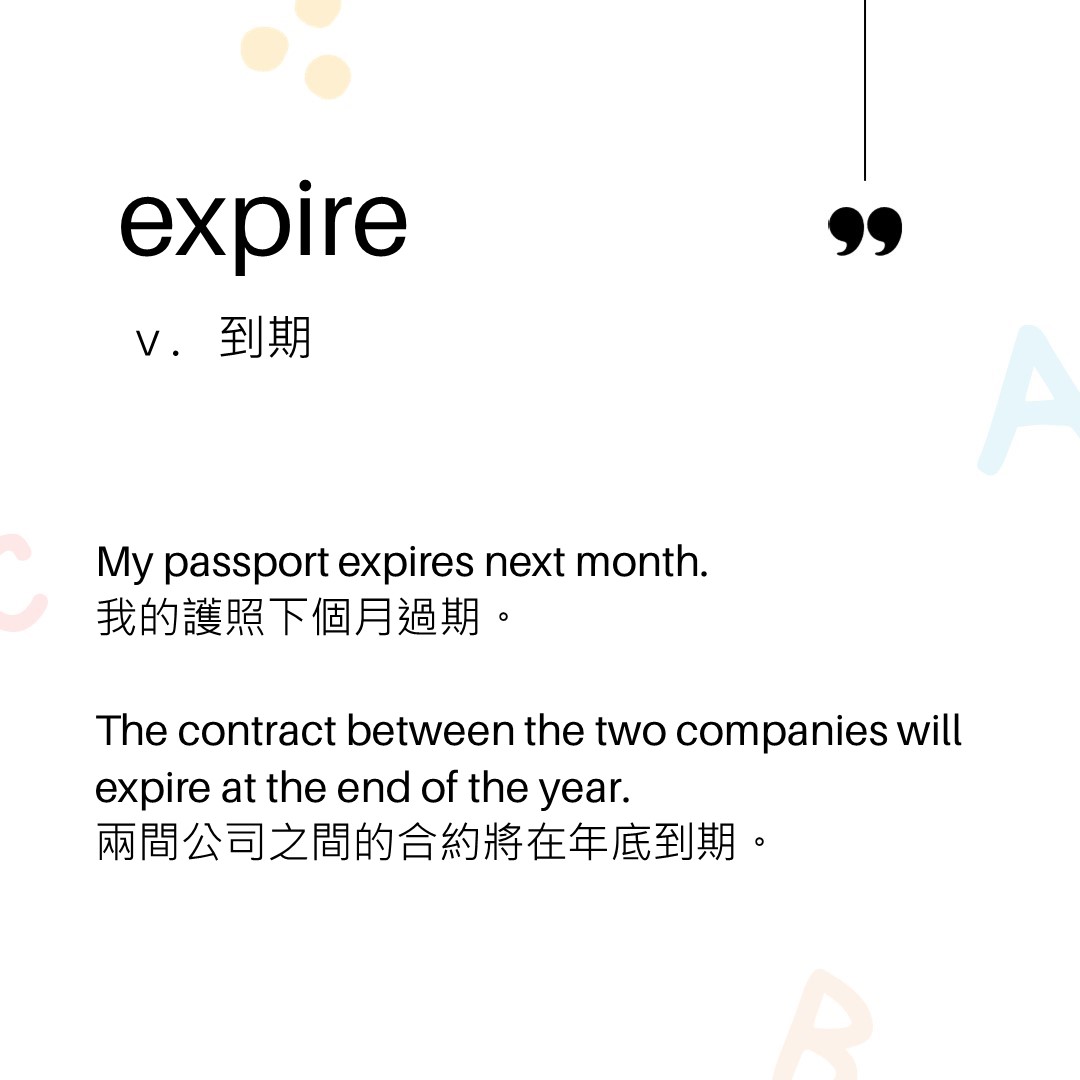 expire
”
v. 到期
A
C
My passport expires next month.
我的護照下個月過期。
The contract between the two companies will
expire at the end of the year.
兩間公司之間的合約將在年底到期。
B